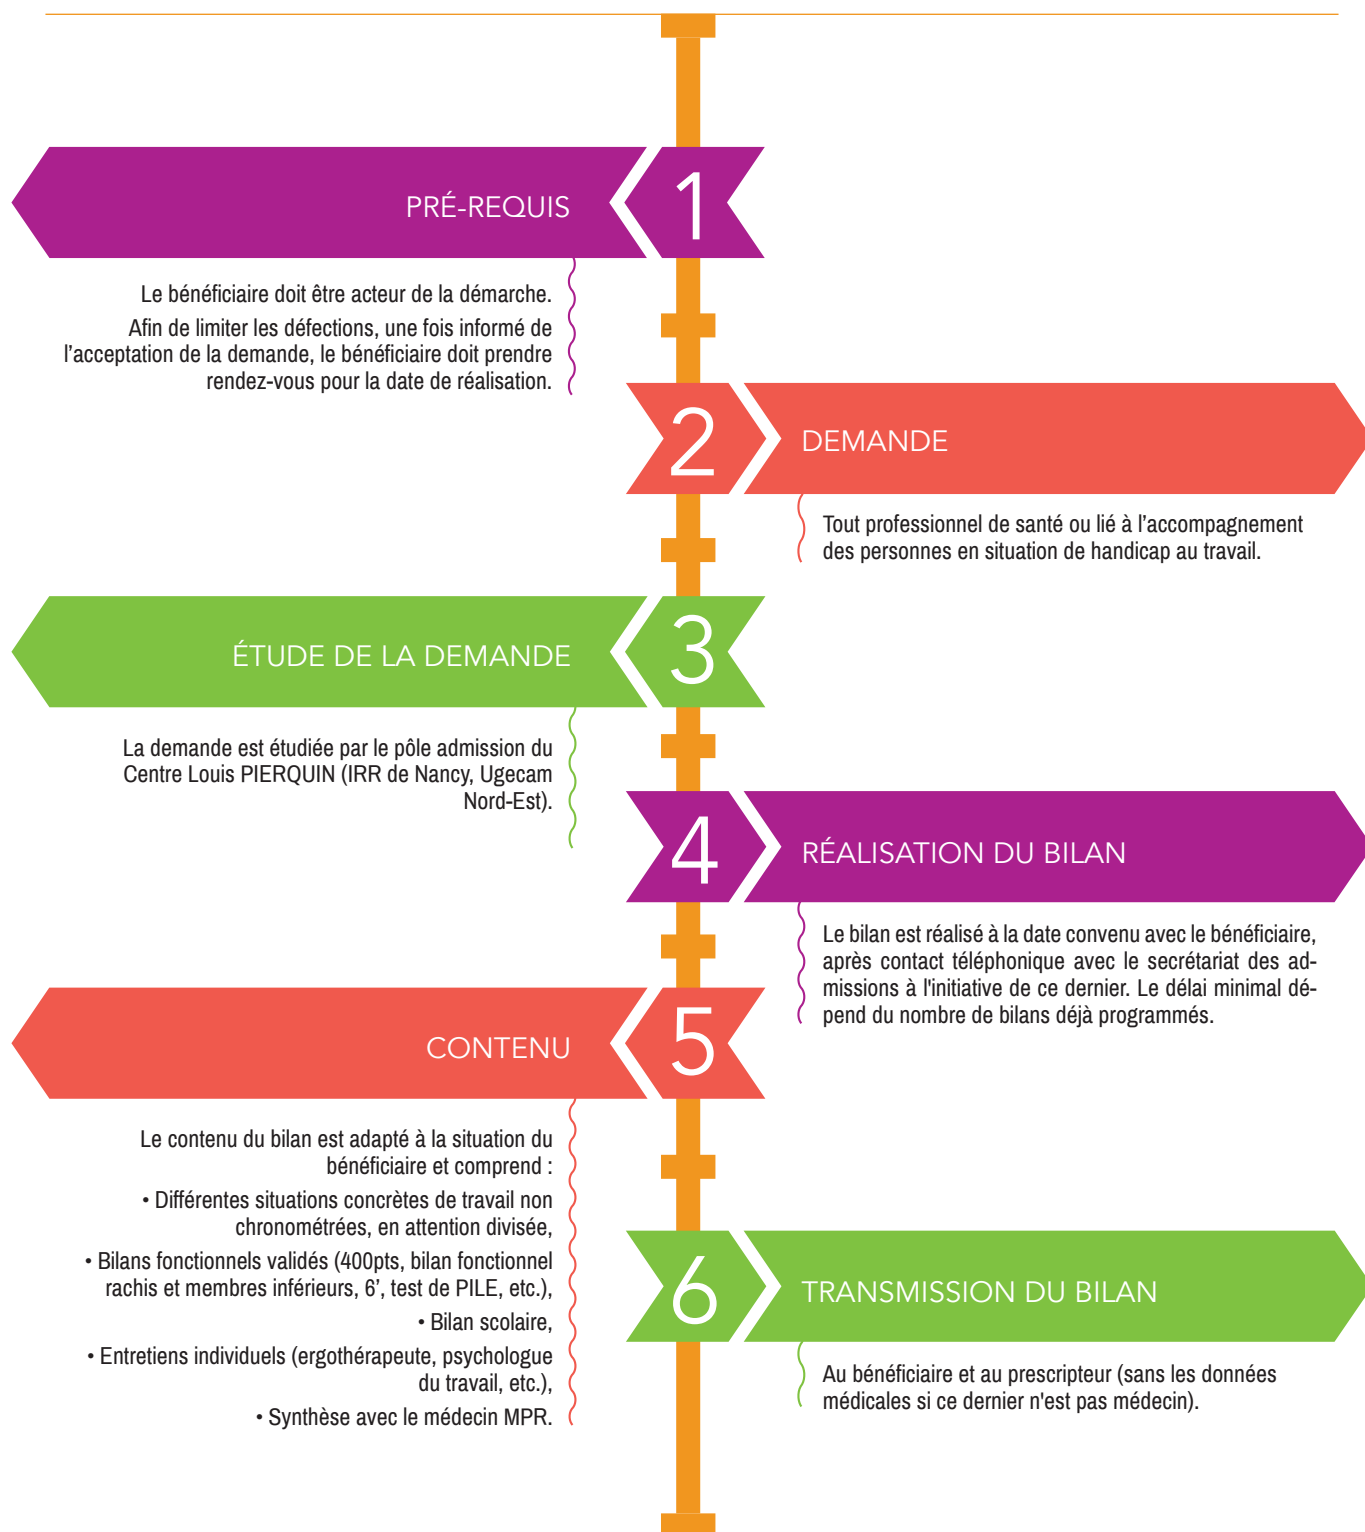 1
PRÉ-REQUIS
Le bénéficiaire doit être acteur de la démarche.
Afin de limiter les défections, une fois informé de
l’acceptation de la demande, le bénéficiaire doit prendre
rendez-vous pour la date de réalisation.
2
DEMANDE
Tout professionnel de santé ou lié à l’accompagnement
des personnes en situation de handicap au travail.
3
ÉTUDE DE LA DEMANDE
La demande est étudiée par le pôle admission du
Centre Louis PIERQUIN (IRR de Nancy, Ugecam
Nord-Est).
4
RÉALISATION DU BILAN
Le bilan est réalisé à la date convenu avec le bénéficiaire,
après contact téléphonique avec le secrétariat des ad-
missions à l'initiative de ce dernier. Le délai minimal dé-
pend du nombre de bilans déjà programmés.
5
CONTENU
Le contenu du bilan est adapté à la situation du
bénéficiaire et comprend :
• Différentes situations concrètes de travail non
chronométrées, en attention divisée,
• Bilans fonctionnels validés (400pts, bilan fonctionnel
rachis et membres inférieurs, 6’, test de PILE, etc.),
• Bilan scolaire,
• Entretiens individuels (ergothérapeute, psychologue
du travail, etc.),
• Synthèse avec le médecin MPR.
6
TRANSMISSION DU BILAN
Au bénéficiaire et au prescripteur (sans les données
médicales si ce dernier n'est pas médecin).